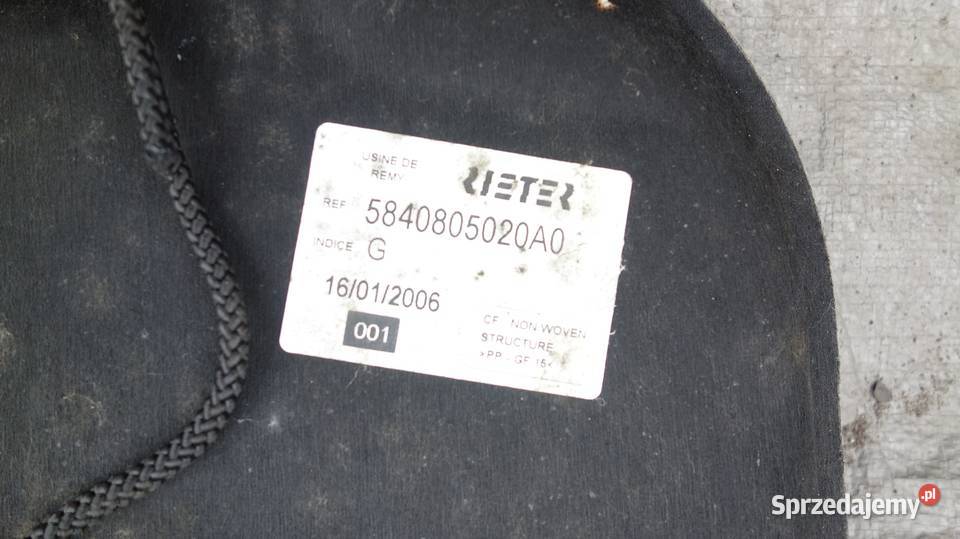 USINE DE
REMY
RIETER
REF 5840805020A0
INDICE G
16/01/2006
001
NON WOVEN
STRUCTURE
>PP - GF 15<
Sprzedajemy.pl